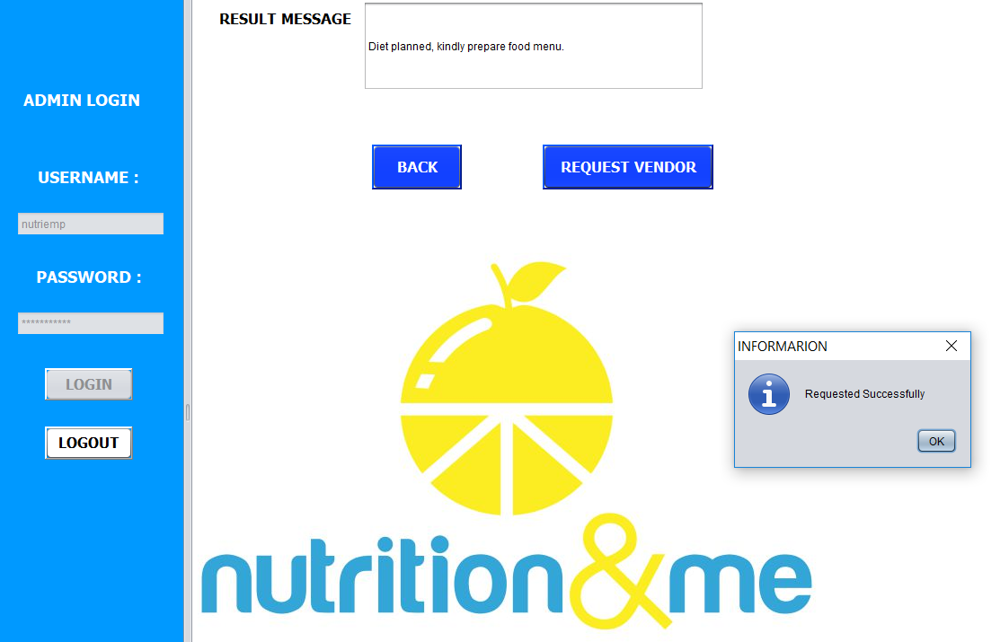 ADMIN LOGIN
USERNAME :
nutriemp
PASSWORD :
***********
LOGIN
LOGOUT
RESULT MESSAGE
Diet planned, kindly prepare food menu.
BACK
REQUEST VENDOR
nutrition&me
INFORMARION
Requested Successfully
OK